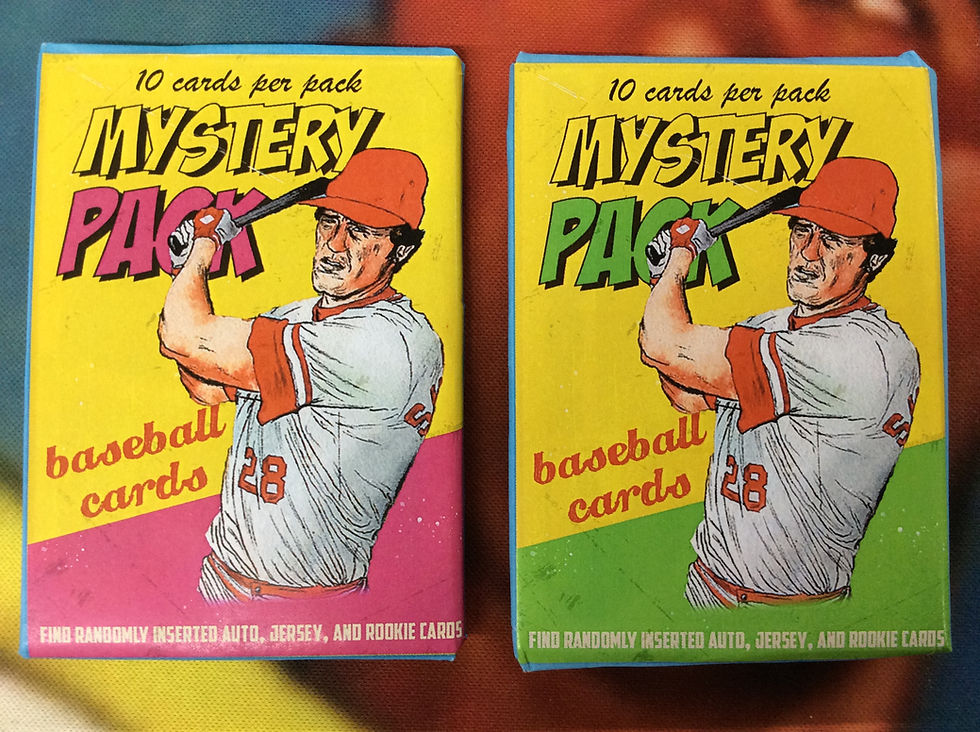 10 cards per pack
MYSTERY
PACK
baseball
cards
28
FIND RANDOMLY INSERTED AUTO, JERSEY, AND ROOKIE CARDS
10 cards per pack
MYSTERY
PACK
baseball
cards
28
FIND RANDOMLY INSERTED AUTO, JERSEY, AND ROOKIE CARDS